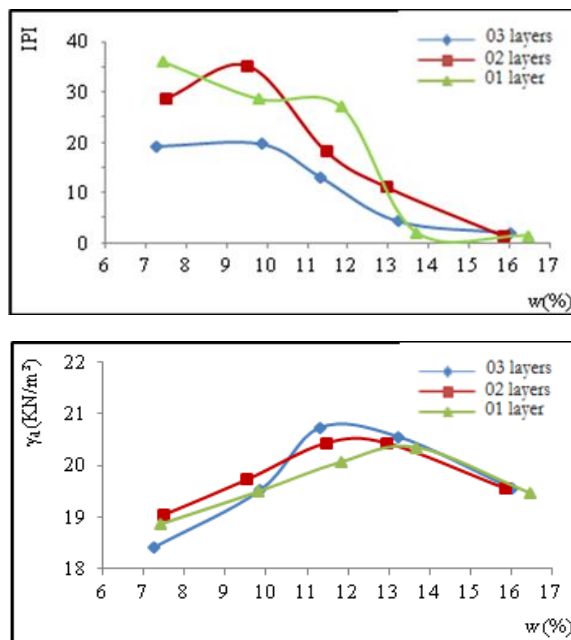 IPI
40
30
20
10
0
03 layers
02 layers
01 layer
6 7 8 9 10 11 12 13 14 15 16 17
w(%)
γd(KN/m³)
22
21
20
19
18
03 layers
02 layers
01 layer
6 7 8 9 10 11 12 13 14 15 16 17
w(%)